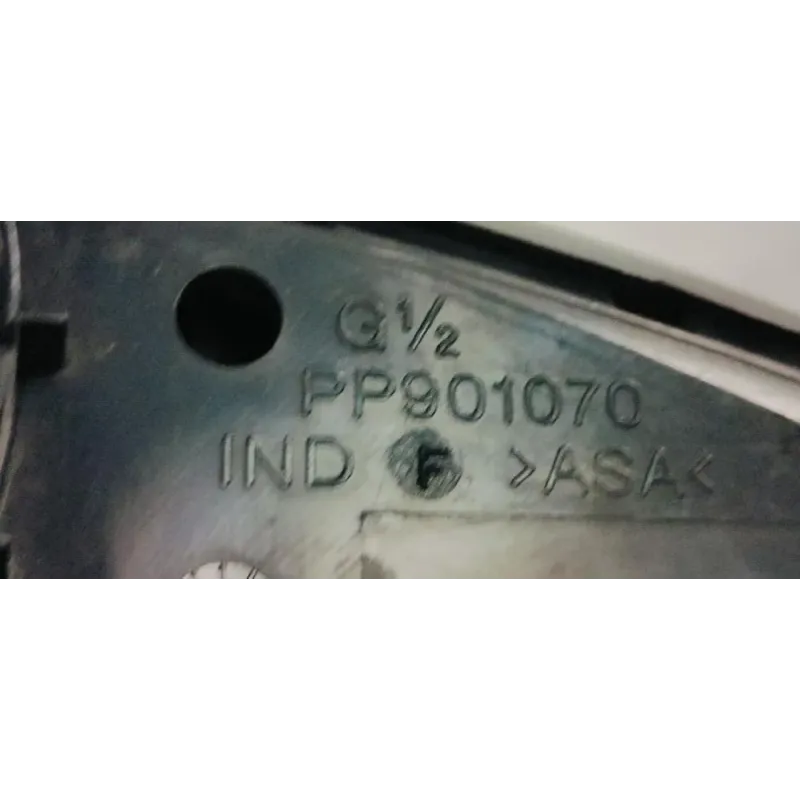 G½
PP901070
IND F >ASA<